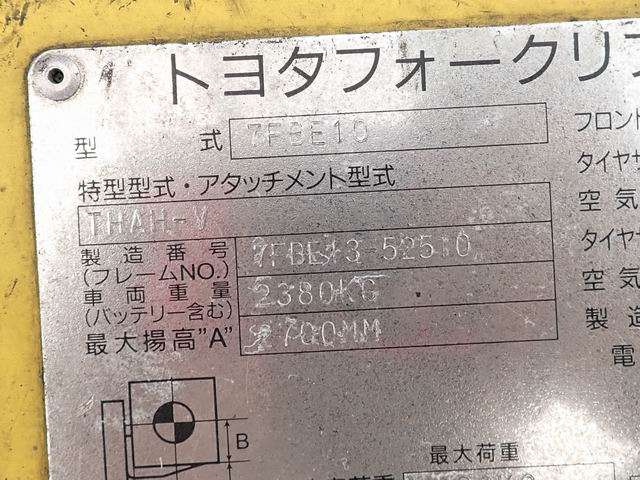 トヨタフォークリフ
型 式 7FBE10
特型型式・アタッチメント型式
THAH-V
製造番号
(フレームNO.) 7FBE13-52510
車両重量
(バッテリー含む) 2380KG
最大揚高"A" 2700MM
フロント
タイヤサ
空気
タイヤサ
空気
製造
電
B
最大荷重